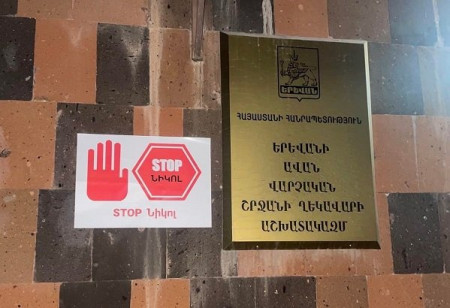 STOP
ՆԻԿՈԼ
STOP Նիկոլ
ԵՐԵՎԱՆ
ՀԱՅԱՍՏԱՆԻ ՀԱՆՐԱՊԵՏՈՒԹՅՈՒՆ
ԵՐԵՎԱՆԻ
ԱՎԱՆ
ՎԱՐՉԱԿԱՆ
ՇՐՋԱՆԻ ՂԵԿԱՎԱՐԻ
ԱՇԽԱՏԱԿԱԶՄ